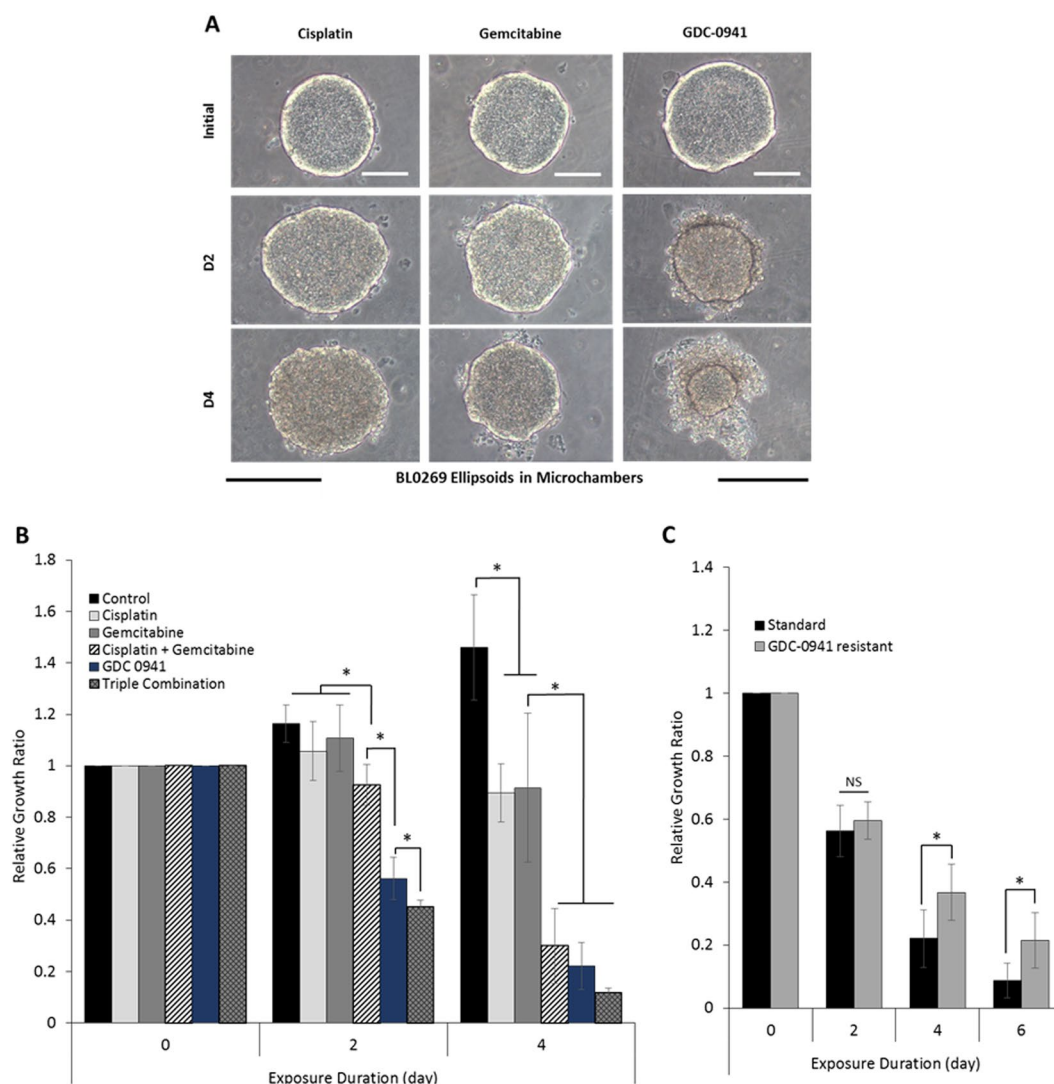 A
Cisplatin Gemcitabine GDC-0941
Initial
D2
D4
BL0269 Ellipsoids in Microchambers
B
Relative Growth Ratio
1.8
1.6
1.4
1.2
1
0.8
0.6
0.4
0.2
0
Control
Cisplatin
Gemcitabine
Cisplatin + Gemcitabine
GDC 0941
Triple Combination
*
*
*
*
*
0 2 4
Exposure Duration (day)
C
Relative Growth Ratio
1.4
1.2
1
0.8
0.6
0.4
0.2
0
Standard
GDC-0941 resistant
NS
*
*
0 2 4 6
Exposure Duration (day)